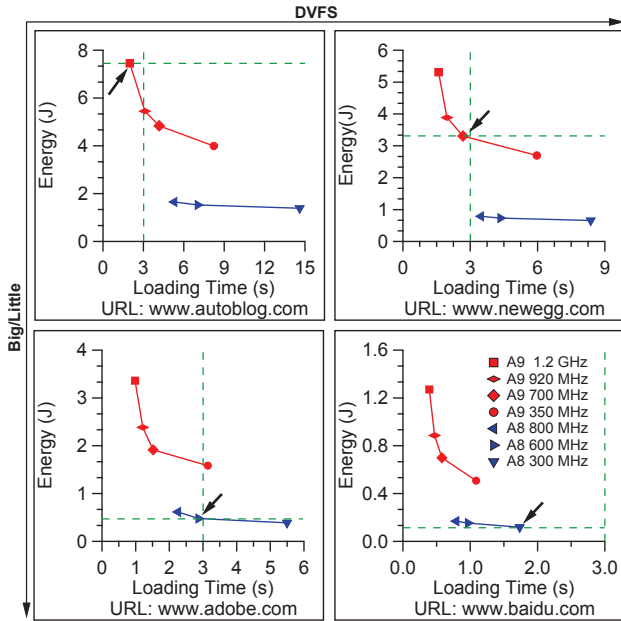 DVFS
Big/Little
Energy (J)
8
6
4
2
0
0 3 6 9 12 15
Loading Time (s)
URL: www.autoblog.com
Energy(J)
6
5
4
3
2
1
0
0 3 6 9
Loading Time (s)
URL: www.newegg.com
Energy (J)
4
3
2
1
0
0 1 2 3 4 5 6
Loading Time (s)
URL: www.adobe.com
Energy (J)
1.6
1.2
0.8
0.4
0.0
0.0 1.0 2.0 3.0
A9 1.2 GHz
A9 920 MHz
A9 700 MHz
A9 350 MHz
A8 800 MHz
A8 600 MHz
A8 300 MHz
Loading Time (s)
URL: www.baidu.com